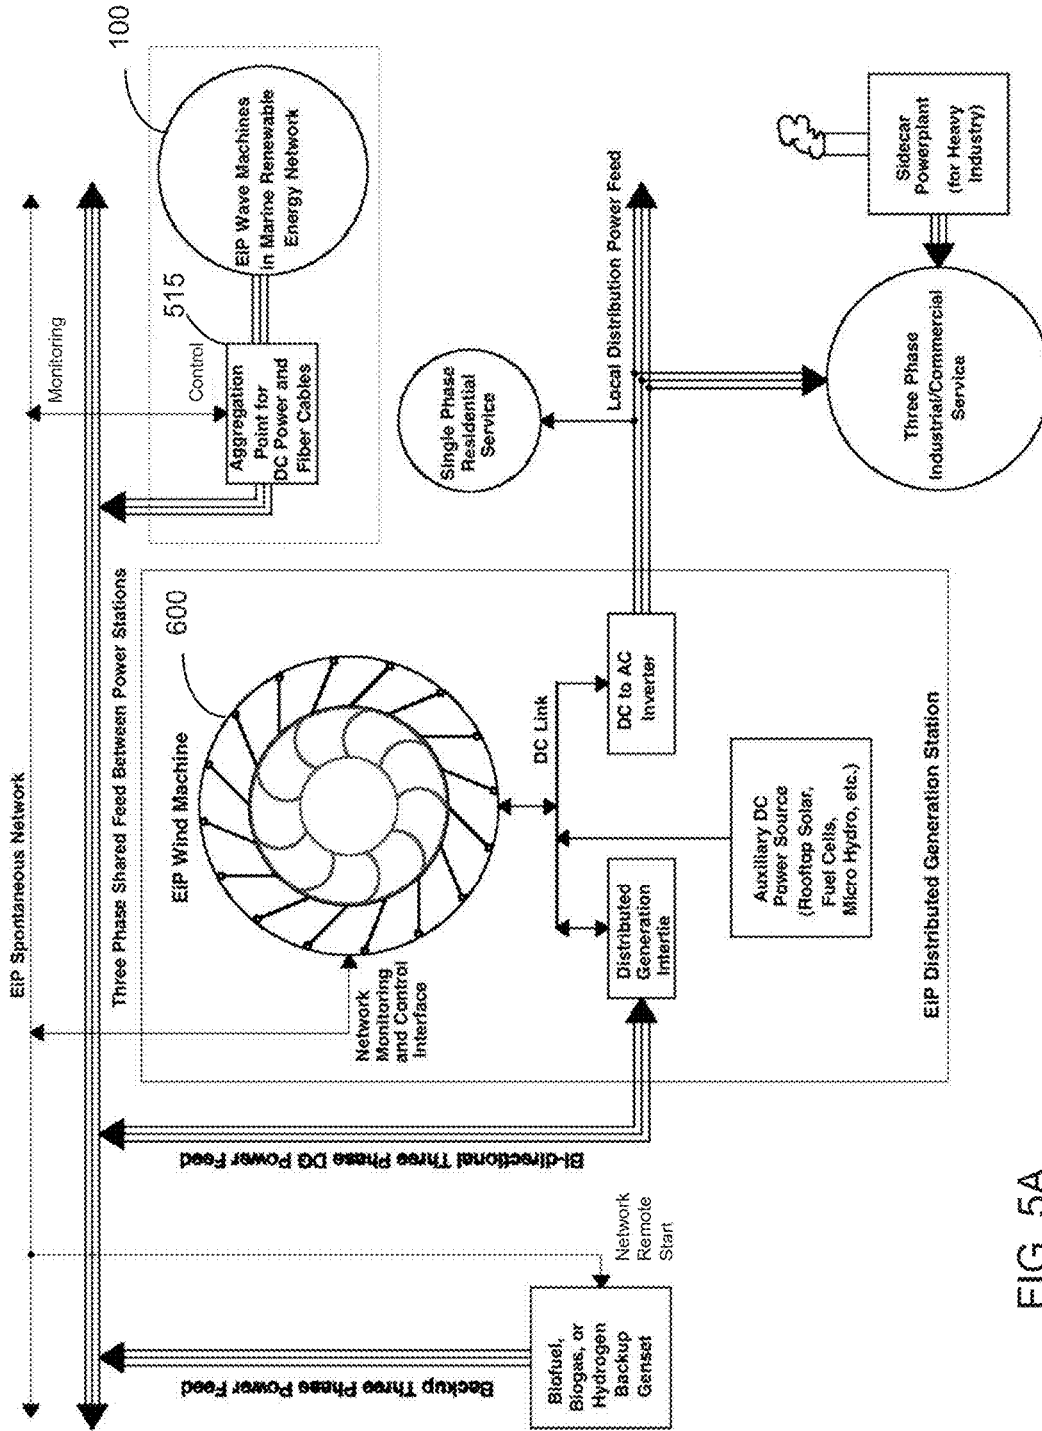 EiP Spontaneous Network
Monitoring
Three Phase Shared Feed Between Power Stations
100
EiP Wave Machines
in Marine Renewable
Energy Network
515
Control
Aggregation
Point for
DC Power and
Fiber Cables
EiP Wind Machine
600
Network
Monitoring
and Control
Interface
DC Link
DC to AC
Inverter
Distributed
Generation
Intertie
Auxiliary DC
Power Source
(Rooftop Solar,
Fuel Cells,
Micro Hydro, etc.)
EiP Distributed Generation Station
Single Phase
Residential
Service
Local Distribution Power Feed
Three Phase
Industrial/Commercial
Service
Sidecar
Powerplant
(for Heavy
Industry)
Bi-directional Three Phase DG Power Feed
Backup Three Phase Power Feed
Network
Remote
Start
Biofuel,
Biogas, or
Hydrogen
Backup
Genset
FIG. 5A